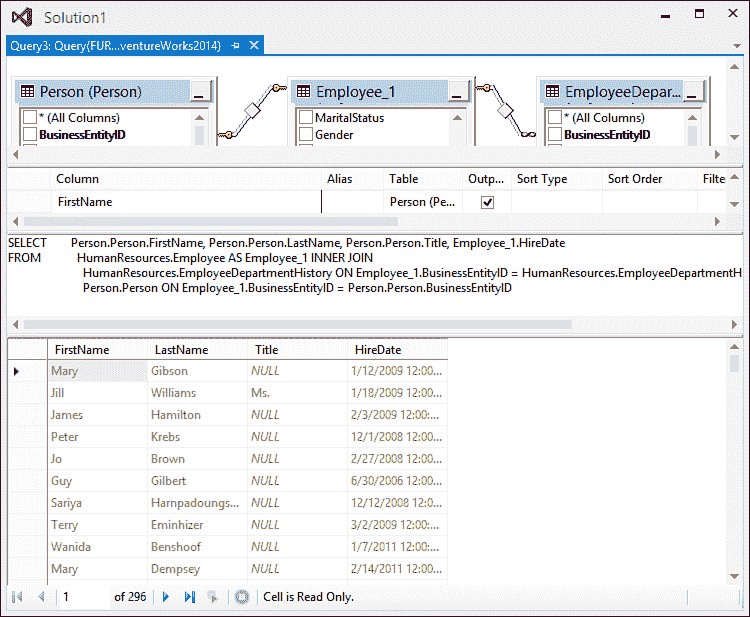 Solution1
Query3: Query(FUR...ventureWorks2014)
Person (Person) Employee_1 EmployeeDepar...
* (All Columns) MaritalStatus * (All Columns)
BusinessEntityID Gender BusinessEntityID
Column Alias Table Outp... Sort Type Sort Order Filte
FirstName Person (Pe...
SELECT Person.Person.FirstName, Person.Person.LastName, Person.Person.Title, Employee_1.HireDate
FROM HumanResources.Employee AS Employee_1 INNER JOIN
HumanResources.EmployeeDepartmentHistory ON Employee_1.BusinessEntityID = HumanResources.EmployeeDepartmentH
Person.Person ON Employee_1.BusinessEntityID = Person.Person.BusinessEntityID
FirstName LastName Title HireDate
Mary Gibson NULL 1/12/2009 12:00...
Jill Williams Ms. 1/18/2009 12:00...
James Hamilton NULL 2/3/2009 12:00:...
Peter Krebs NULL 12/1/2008 12:00...
Jo Brown NULL 2/27/2008 12:00...
Guy Gilbert NULL 6/30/2006 12:00...
Sariya Harnpadoungs... NULL 12/12/2008 12:0...
Terry Eminhizer NULL 3/2/2009 12:00:...
Wanida Benshoof NULL 1/7/2011 12:00:...
Mary Dempsey NULL 2/14/2011 12:00...
1 of 296 Cell is Read Only.